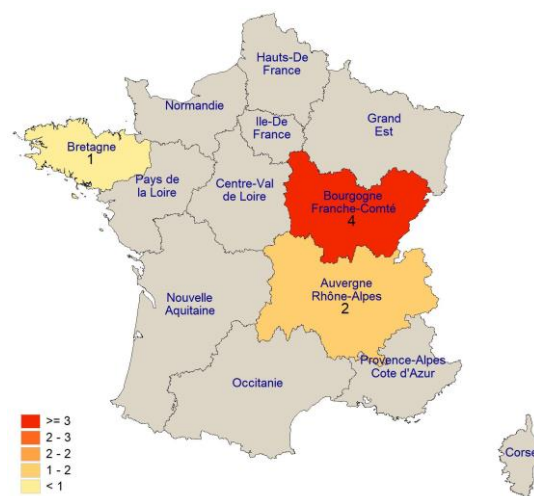 Hauts-De
France
Normandie
Ile-De
France
Grand
Est
Bretagne
1
Pays de
la Loire
Centre-Val
de Loire
Bourgogne
Franche-Comté
4
Auvergne
Rhône-Alpes
2
Nouvelle
Aquitaine
Provence-Alpes
Cote d'Azur
Occitanie
Corse
>= 3
2 - 3
2 - 2
1 - 2
< 1